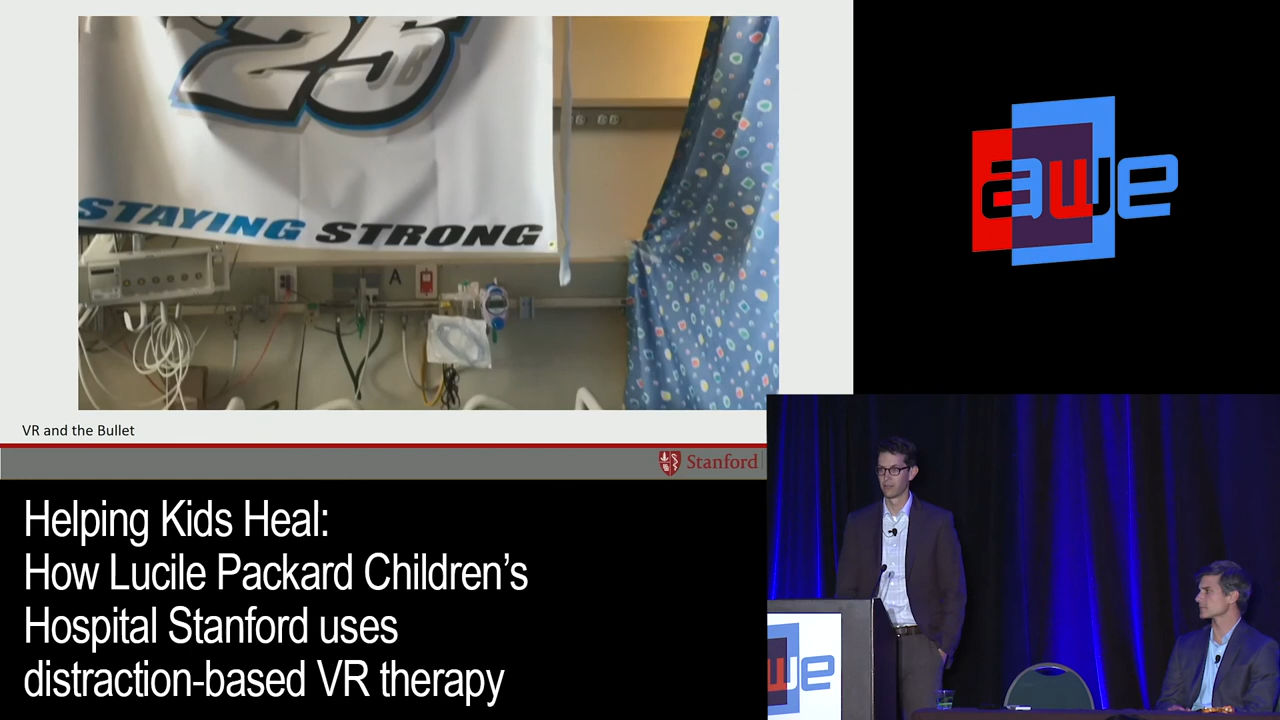 25
STAYING STRONG
A
VR and the Bullet
Stanford
awe
Helping Kids Heal:
How Lucile Packard Children's
Hospital Stanford uses
distraction-based VR therapy
we